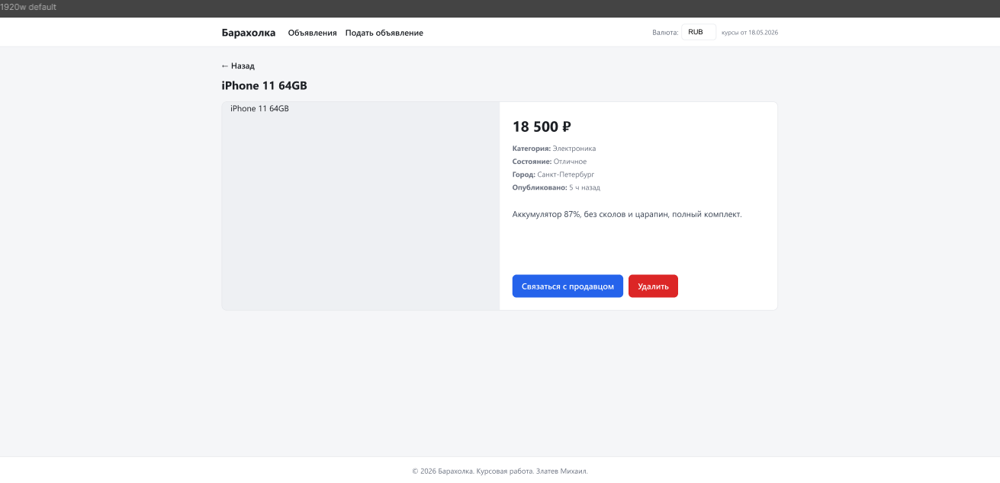 1920w default
Барахолка Объявления Подать объявление Валюта: RUB курсы от 18.05.2026
← Назад
iPhone 11 64GB
iPhone 11 64GB
18 500 ₽
Категория: Электроника
Состояние: Отличное
Город: Санкт-Петербург
Опубликовано: 5 ч назад
Аккумулятор 87%, без сколов и царапин, полный комплект.
Связаться с продавцом Удалить
© 2026 Барахолка. Курсовая работа. Златев Михаил.